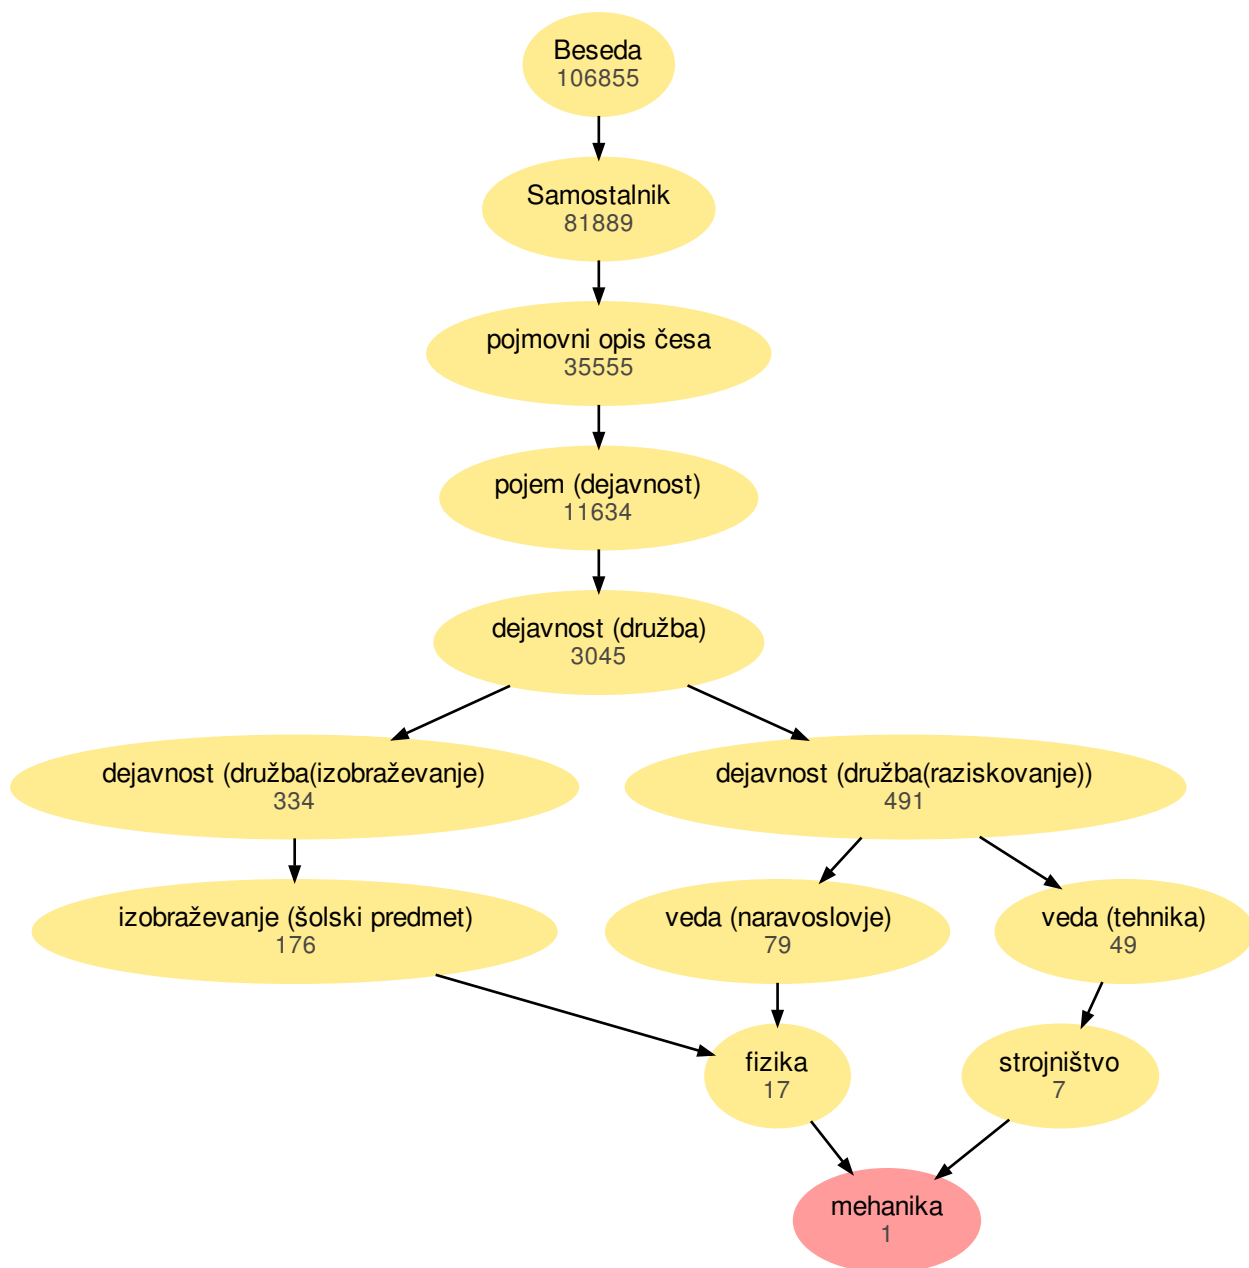 Beseda
106855
Samostalnik
81889
pojmovni opis česa
35555
pojem (dejavnost)
11634
dejavnost (družba)
3045
dejavnost (družba(izobraževanje)
334
dejavnost (družba(raziskovanje))
491
izobraževanje (šolski predmet)
176
veda (naravoslovje)
79
veda (tehnika)
49
fizika
17
strojništvo
7
mehanika
1